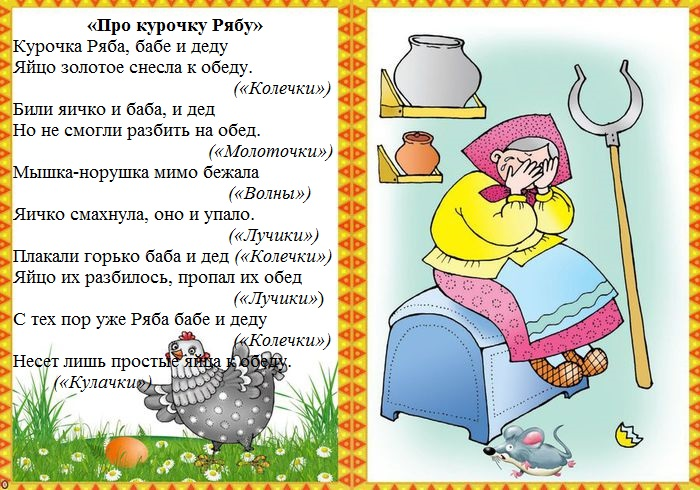 «Про курочку Рябу»
Курочка Ряба, бабе и деду
Яйцо золотое снесла к обеду.
(«Колечки»)
Били яичко и баба, и дед
Но не смогли разбить на обед.
(«Молоточки»)
Мышка-норушка мимо бежала
(«Волны»)
Яичко смахнула, оно и упало.
(«Лучики»)
Плакали горько баба и дед («Колечки»)
Яйцо их разбилось, пропал их обед
(«Лучики»)
С тех пор уже Ряба бабе и деду
(«Колечки»)
Несет лишь простые яйца к обеду.
(«Кулачки»)
0